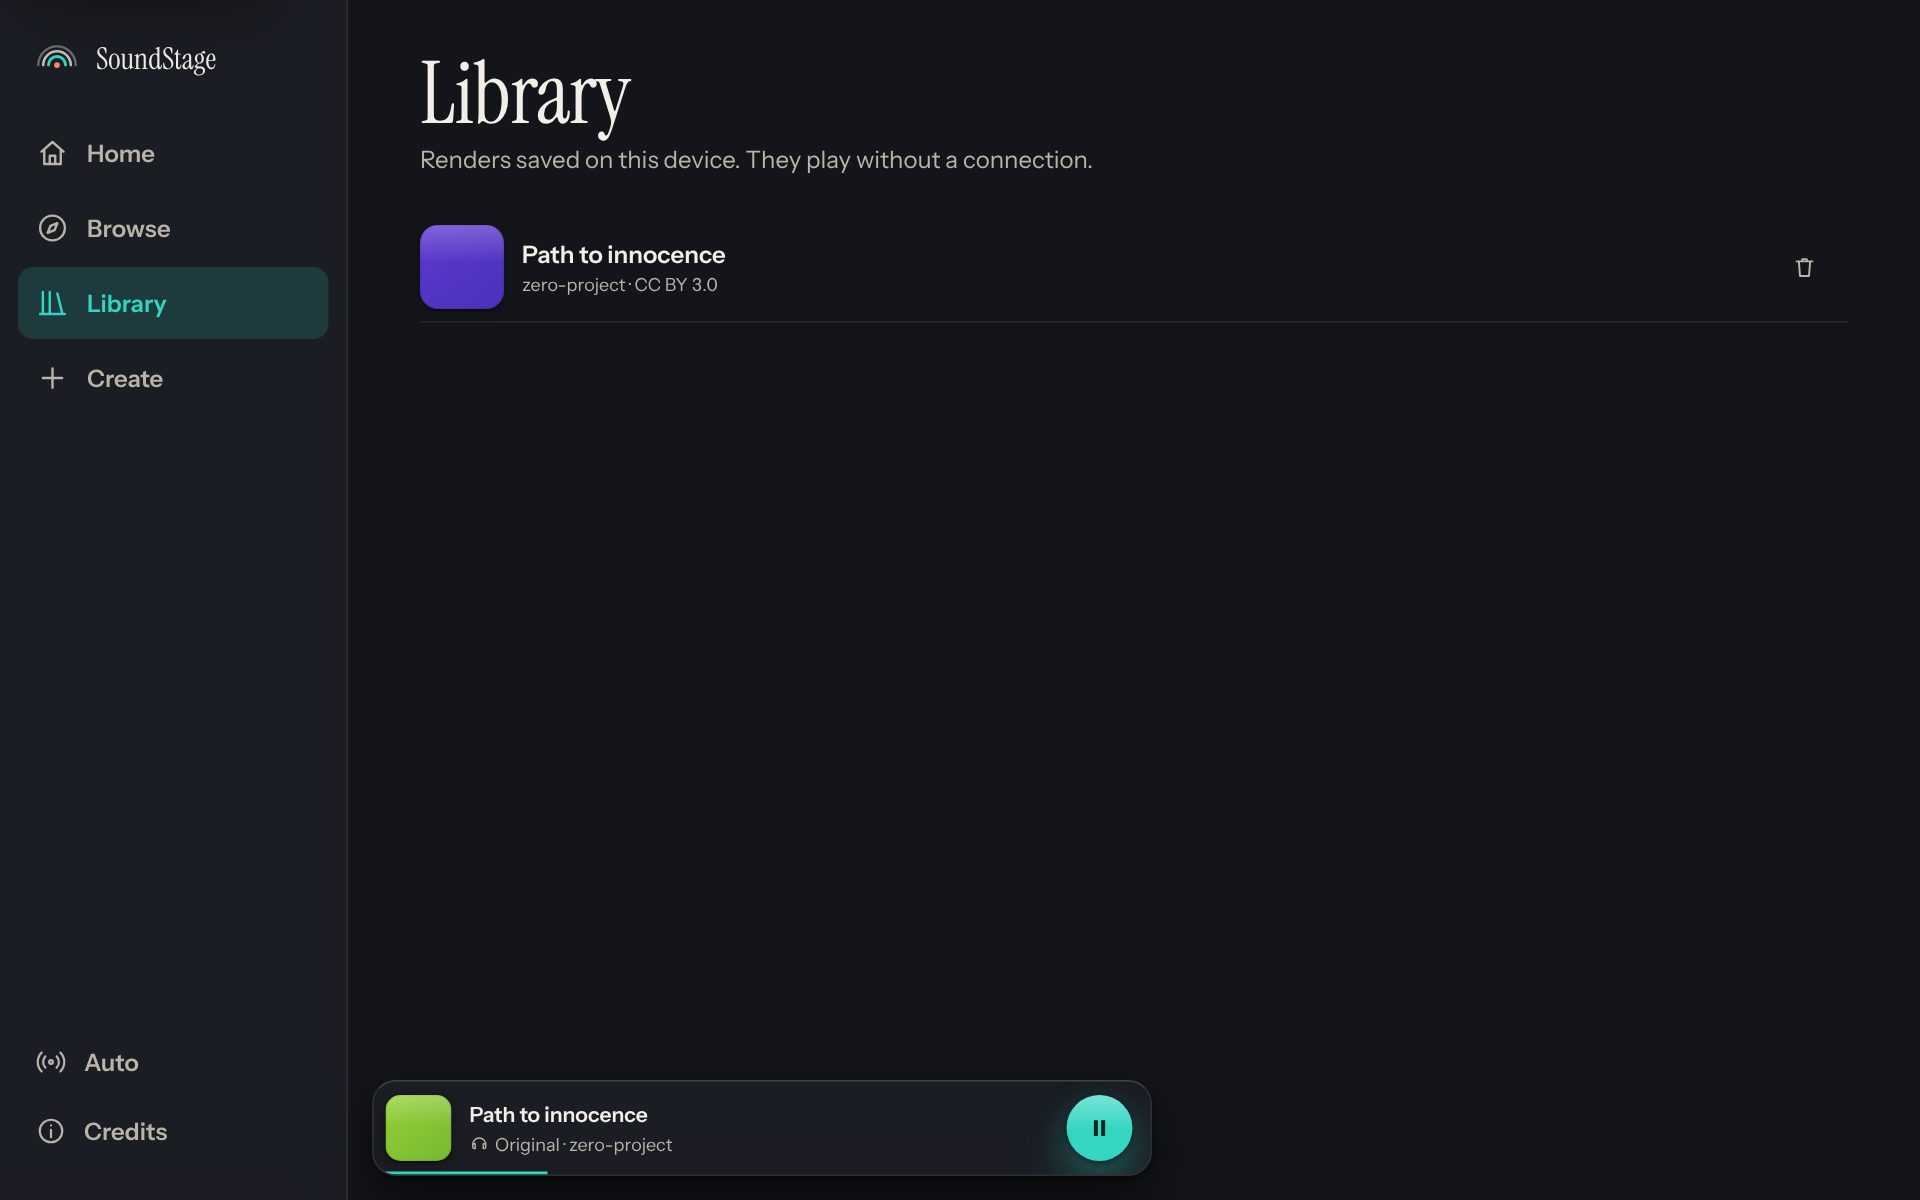 SoundStage
Home
Browse
Library
Create
Auto
Credits
Library
Renders saved on this device. They play without a connection.
Path to innocence
zero-project · CC BY 3.0
Path to innocence
Original · zero-project